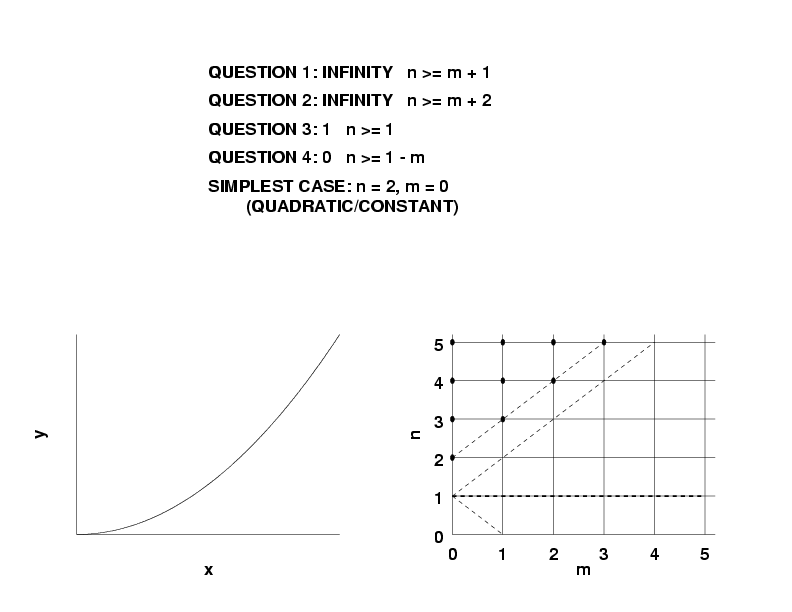 QUESTION 1: INFINITY n >= m + 1
QUESTION 2: INFINITY n >= m + 2
QUESTION 3: 1 n >= 1
QUESTION 4: 0 n >= 1 - m
SIMPLEST CASE: n = 2, m = 0
(QUADRATIC/CONSTANT)
y
x
n
5
4
3
2
1
0
0 1 2 3 4 5
m